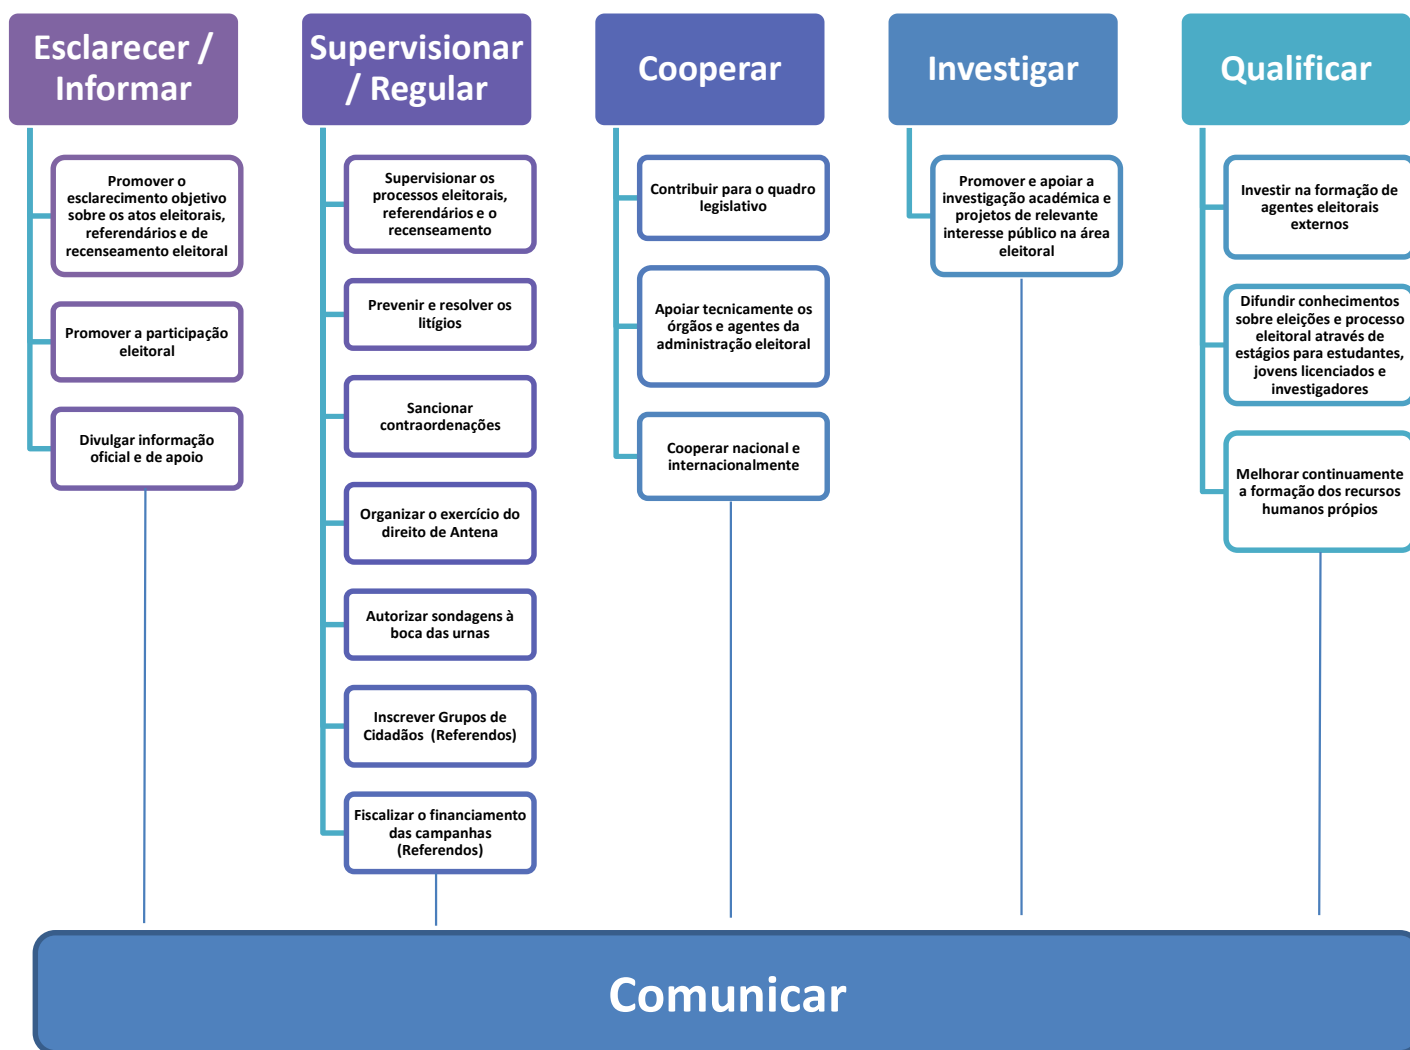 Esclarecer /
Informar
Promover o
esclarecimento objetivo
sobre os atos eleitorais,
referendários e de
recenseamento eleitoral
Promover a participação
eleitoral
Divulgar informação
oficial e de apoio
Supervisionar
/ Regular
Supervisionar os
processos eleitorais,
referendários e o
recenseamento
Prevenir e resolver os
litígios
Sancionar
contraordenações
Organizar o exercício do
direito de Antena
Autorizar sondagens à
boca das urnas
Inscrever Grupos de
Cidadãos (Referendos)
Fiscalizar o financiamento
das campanhas
(Referendos)
Cooperar
Contribuir para o quadro
legislativo
Apoiar tecnicamente os
órgãos e agentes da
administração eleitoral
Cooperar nacional e
internacionalmente
Investigar
Promover e apoiar a
investigação académica e
projetos de relevante
interesse público na área
eleitoral
Qualificar
Investir na formação de
agentes eleitorais
externos
Difundir conhecimentos
sobre eleições e processo
eleitoral através de
estágios para estudantes,
jovens licenciados e
investigadores
Melhorar continuamente
a formação dos recursos
humanos própios
Comunicar